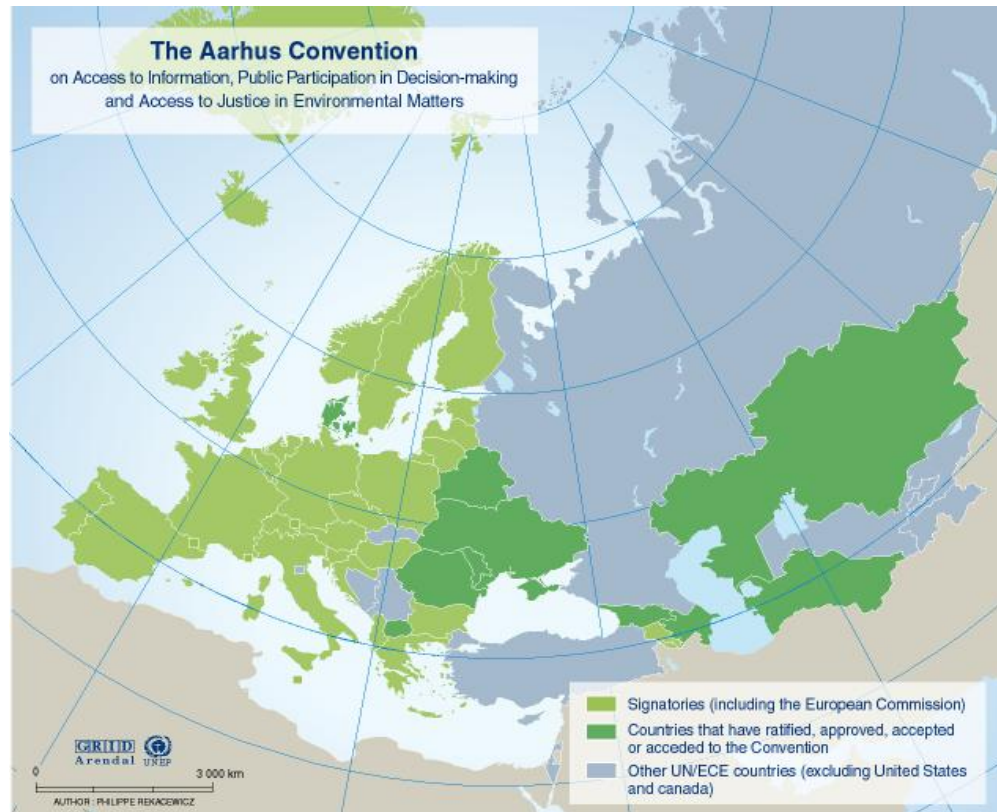 The Aarhus Convention
on Access to Information, Public Participation in Decision-making
and Access to Justice in Environmental Matters
Signatories (including the European Commission)
Countries that have ratified, approved, accepted
or acceded to the Convention
Other UN/ECE countries (excluding United States
and canada)
GRID
Arendal UNEP
0 3 000 km
AUTHOR : PHILIPPE REKACEWICZ